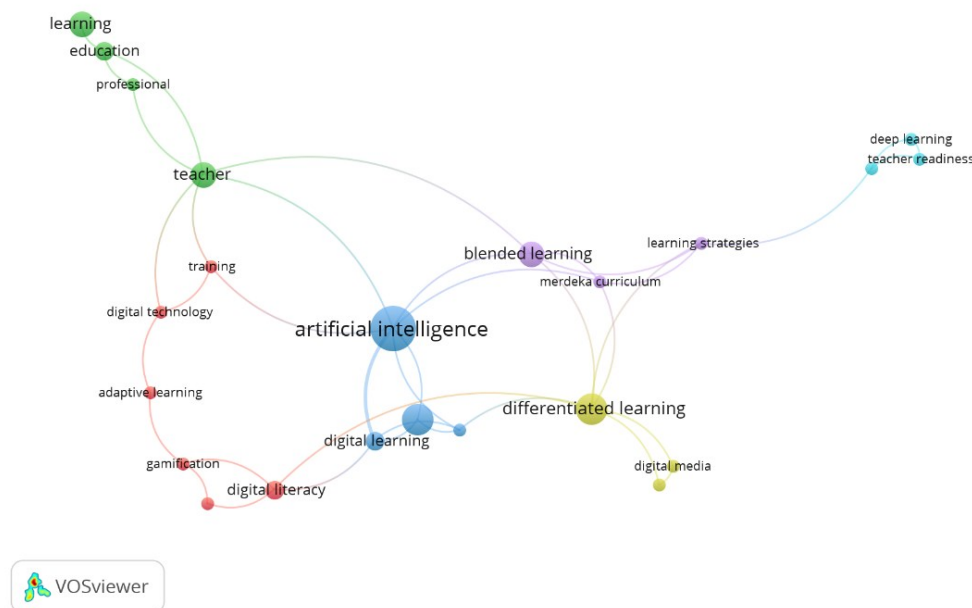 learning
education
professional
teacher
deep learning
teacher readiness
learning strategies
blended learning
merdeka curriculum
training
digital technology
artificial intelligence
adaptive learning
differentiated learning
digital learning
gamification
digital media
digital literacy
VOSviewer